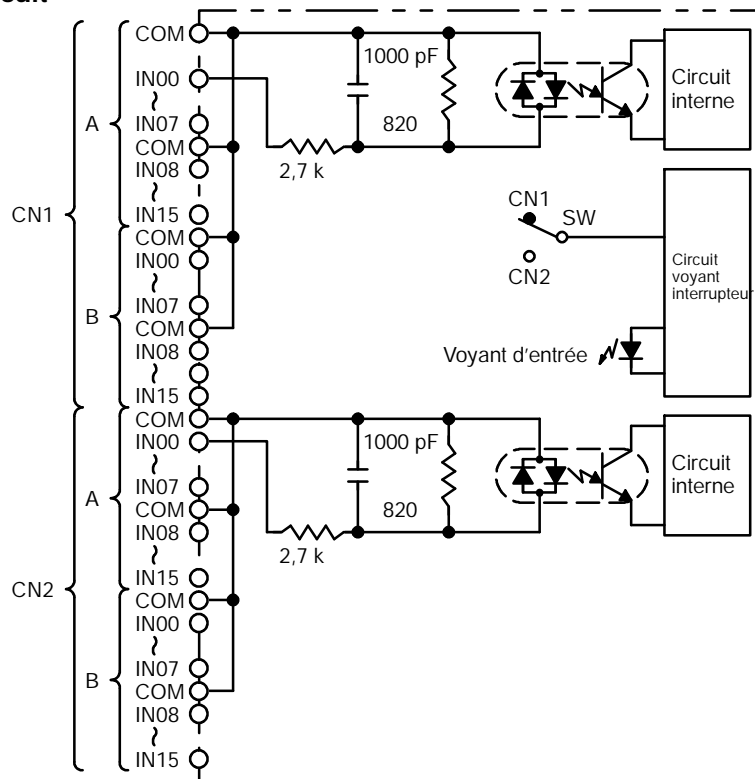 cuit
CN1
A
COM
IN00
IN07
COM
IN08
IN15
B
COM
IN00
IN07
COM
IN08
IN15
1000 pF
820
2,7 k
Circuit
interne
CN1
SW
CN2
Circuit
voyant
interrupteur
Voyant d'entrée
CN2
A
COM
IN00
IN07
COM
IN08
IN15
B
COM
IN00
IN07
COM
IN08
IN15
1000 pF
820
2,7 k
Circuit
interne